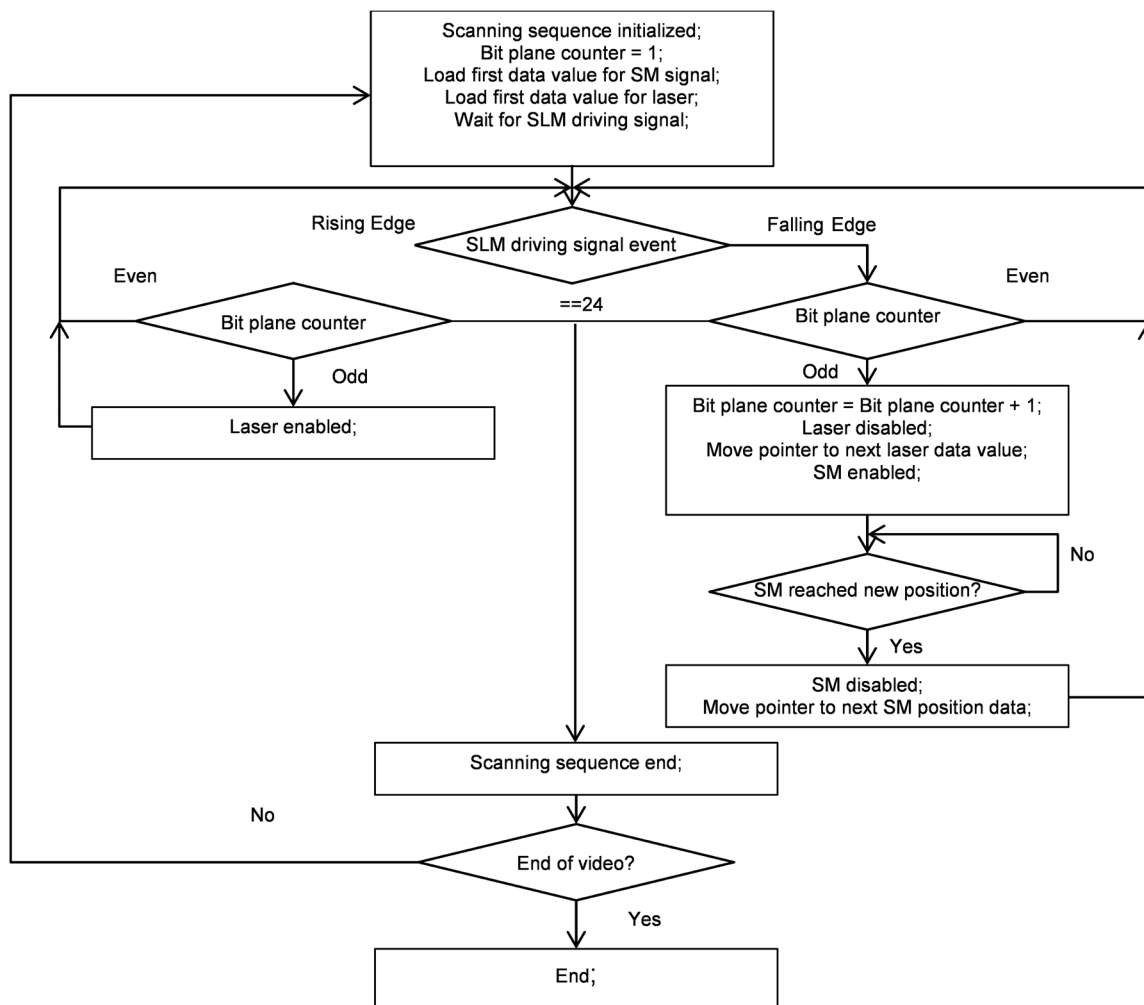 Scanning sequence initialized;
Bit plane counter = 1;
Load first data value for SM signal;
Load first data value for laser;
Wait for SLM driving signal;
Rising Edge
SLM driving signal event
Falling Edge
Even
Bit plane counter
==24
Bit plane counter
Even
Odd
Laser enabled;
Odd
Bit plane counter = Bit plane counter + 1;
Laser disabled;
Move pointer to next laser data value;
SM enabled;
SM reached new position?
No
Yes
SM disabled;
Move pointer to next SM position data;
Scanning sequence end;
No
End of video?
Yes
End;